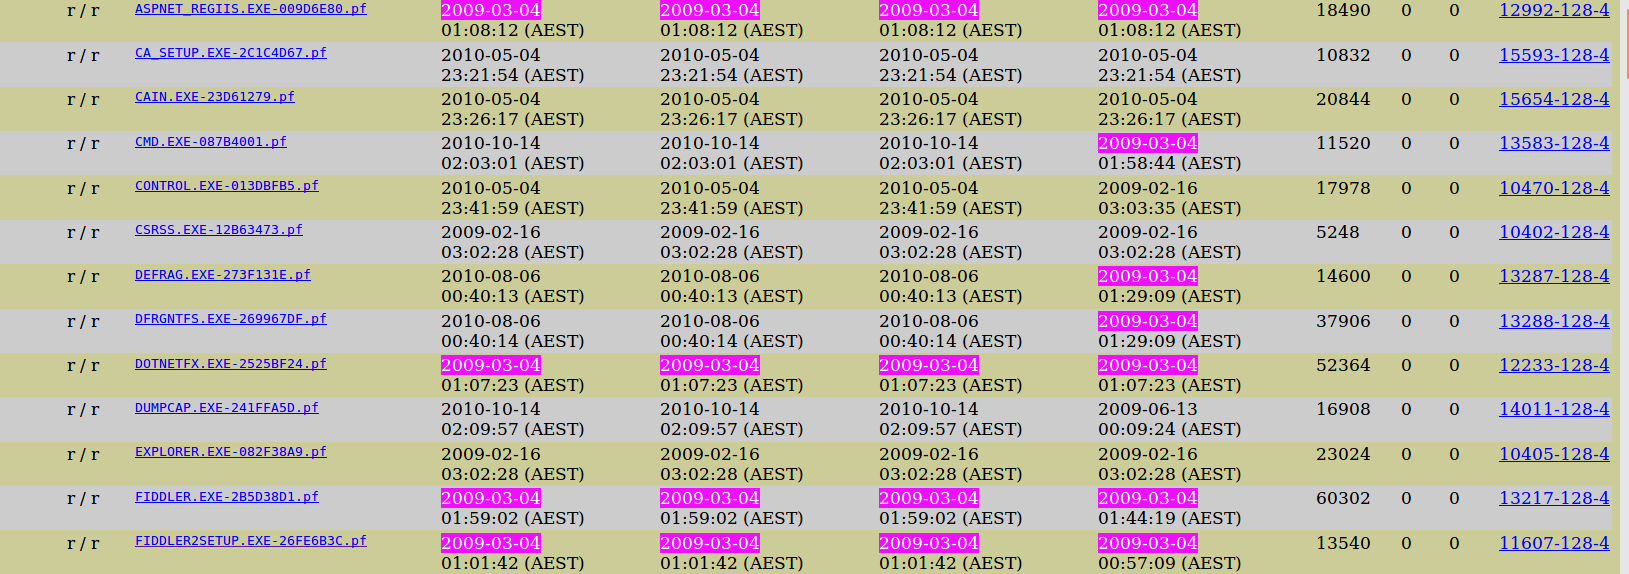 r / r ASPNET_REGIIS.EXE-009D6E80.pf 2009-03-04 2009-03-04 2009-03-04 2009-03-04 18490 0 0 12992-128-4
01:08:12 (AEST) 01:08:12 (AEST) 01:08:12 (AEST) 01:08:12 (AEST)
r / r CA_SETUP.EXE-2C1C4D67.pf 2010-05-04 2010-05-04 2010-05-04 2010-05-04 10832 0 0 15593-128-4
23:21:54 (AEST) 23:21:54 (AEST) 23:21:54 (AEST) 23:21:54 (AEST)
r / r CAIN.EXE-23D61279.pf 2010-05-04 2010-05-04 2010-05-04 2010-05-04 20844 0 0 15654-128-4
23:26:17 (AEST) 23:26:17 (AEST) 23:26:17 (AEST) 23:26:17 (AEST)
r / r CMD.EXE-087B4001.pf 2010-10-14 2010-10-14 2010-10-14 2009-03-04 11520 0 0 13583-128-4
02:03:01 (AEST) 02:03:01 (AEST) 02:03:01 (AEST) 01:58:44 (AEST)
r / r CONTROL.EXE-013DBFB5.pf 2010-05-04 2010-05-04 2010-05-04 2009-02-16 17978 0 0 10470-128-4
23:41:59 (AEST) 23:41:59 (AEST) 23:41:59 (AEST) 03:03:35 (AEST)
r / r CSRSS.EXE-12B63473.pf 2009-02-16 2009-02-16 2009-02-16 2009-02-16 5248 0 0 10402-128-4
03:02:28 (AEST) 03:02:28 (AEST) 03:02:28 (AEST) 03:02:28 (AEST)
r / r DEFRAG.EXE-273F131E.pf 2010-08-06 2010-08-06 2010-08-06 2009-03-04 14600 0 0 13287-128-4
00:40:13 (AEST) 00:40:13 (AEST) 00:40:13 (AEST) 01:29:09 (AEST)
r / r DFRGNTFS.EXE-269967DF.pf 2010-08-06 2010-08-06 2010-08-06 2009-03-04 37906 0 0 13288-128-4
00:40:14 (AEST) 00:40:14 (AEST) 00:40:14 (AEST) 01:29:09 (AEST)
r / r DOTNETFX.EXE-2525BF24.pf 2009-03-04 2009-03-04 2009-03-04 2009-03-04 52364 0 0 12233-128-4
01:07:23 (AEST) 01:07:23 (AEST) 01:07:23 (AEST) 01:07:23 (AEST)
r / r DUMPCAP.EXE-241FFA5D.pf 2010-10-14 2010-10-14 2010-10-14 2009-06-13 16908 0 0 14011-128-4
02:09:57 (AEST) 02:09:57 (AEST) 02:09:57 (AEST) 00:09:24 (AEST)
r / r EXPLORER.EXE-082F38A9.pf 2009-02-16 2009-02-16 2009-02-16 2009-02-16 23024 0 0 10405-128-4
03:02:28 (AEST) 03:02:28 (AEST) 03:02:28 (AEST) 03:02:28 (AEST)
r / r FIDDLER.EXE-2B5D38D1.pf 2009-03-04 2009-03-04 2009-03-04 2009-03-04 60302 0 0 13217-128-4
01:59:02 (AEST) 01:59:02 (AEST) 01:59:02 (AEST) 01:44:19 (AEST)
r / r FIDDLER2SETUP.EXE-26FE6B3C.pf 2009-03-04 2009-03-04 2009-03-04 2009-03-04 13540 0 0 11607-128-4
01:01:42 (AEST) 01:01:42 (AEST) 01:01:42 (AEST) 00:57:09 (AEST)